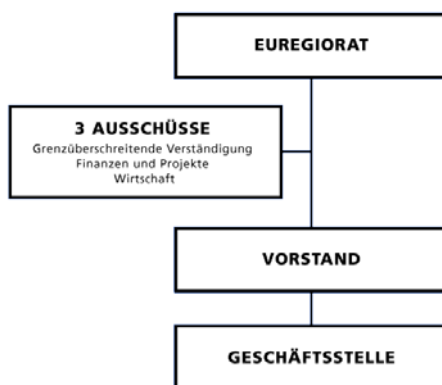 EUREGIORAT
3 AUSSCHÜSSE
Grenzüberschreitende Verständigung
Finanzen und Projekte
Wirtschaft
VORSTAND
GESCHÄFTSSTELLE